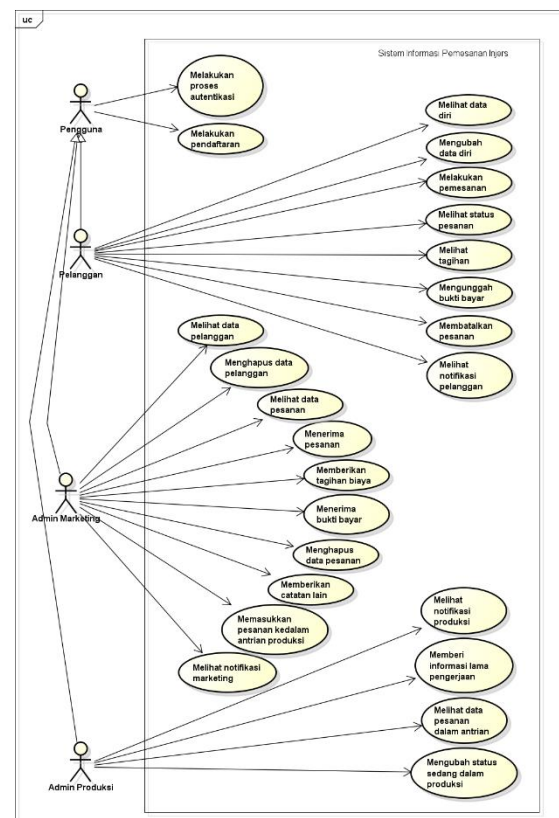 uc
Sistem Informasi Pemesanan Injers
Melakukan
proses
autentikasi
Pengguna
Melakukan
pendaftaran
Melihat data
diri
Mengubah
data diri
Melakukan
pemesanan
Melihat status
pesanan
Pelanggan
Melihat
tagihan
Mengunggah
bukti bayar
Membatalkan
pesanan
Melihat
notifikasi
pelanggan
Melihat data
pelanggan
Menghapus data
pelanggan
Melihat data
pesanan
Menerima
pesanan
Memberikan
tagihan biaya
Admin Marketing
Menerima
bukti bayar
Menghapus
data pesanan
Memberikan
catatan lain
Memasukkan
pesanan kedalam
antrian produksi
Melihat notifikasi
marketing
Melihat
notifikasi
produksi
Memberi
informasi lama
pengerjaan
Melihat data
pesanan
dalam antrian
Mengubah status
sedang dalam
produksi
Admin Produksi